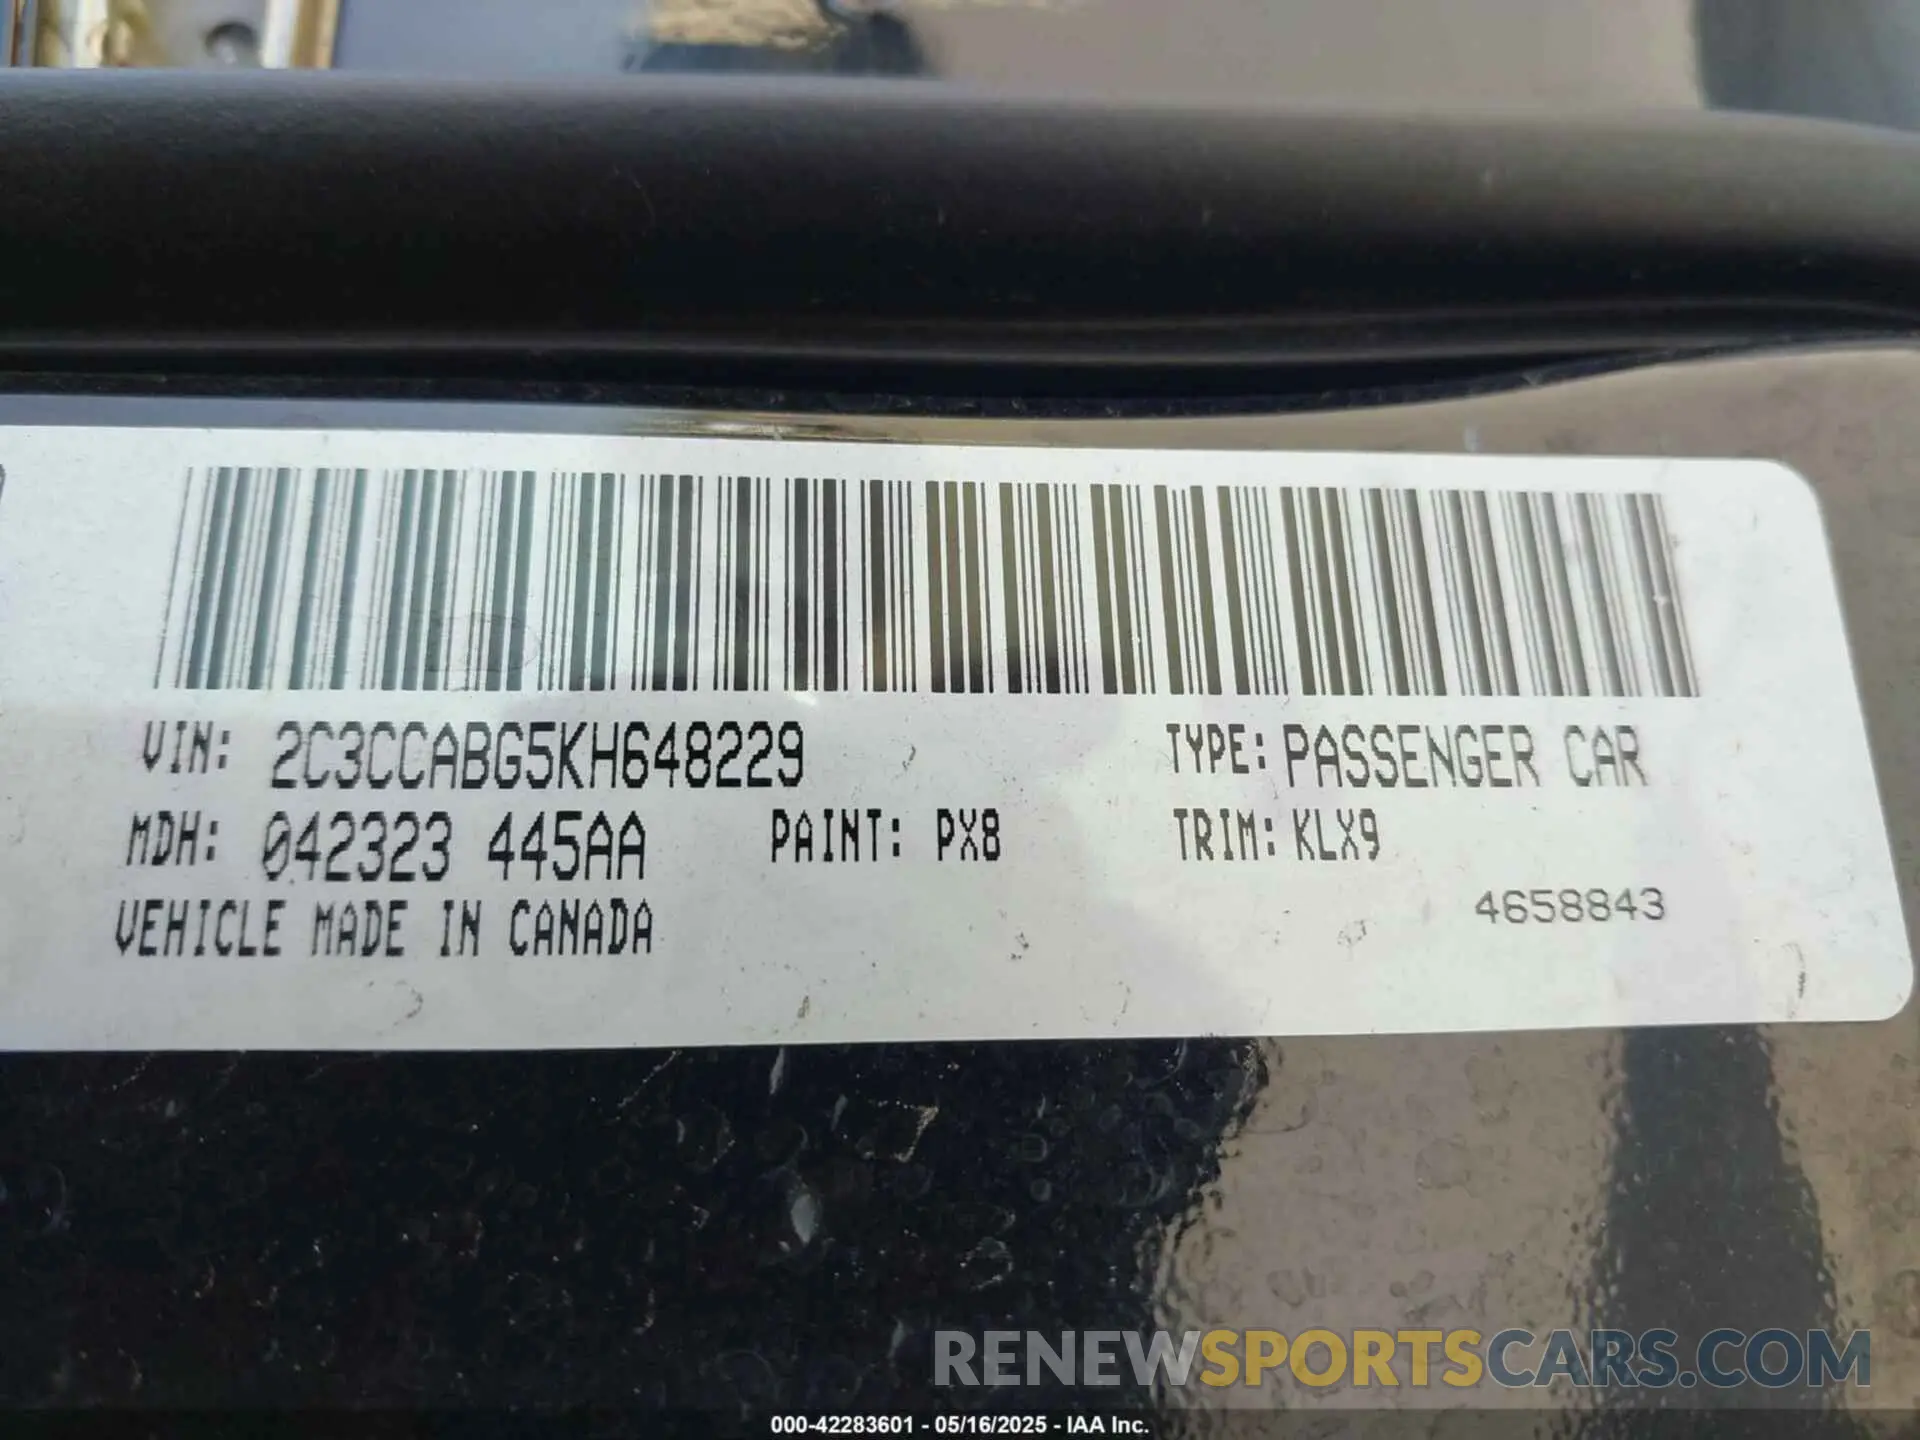 VIN: 2C3CCABG5KH648229 TYPE: PASSENGER CAR
MDH: 042323 445AA PAINT: PX8 TRIM: KLX9
VEHICLE MADE IN CANADA 4658843
RENEWSPORTSCARS.COM
000-42283601 - 05/16/2025 - IAA Inc.